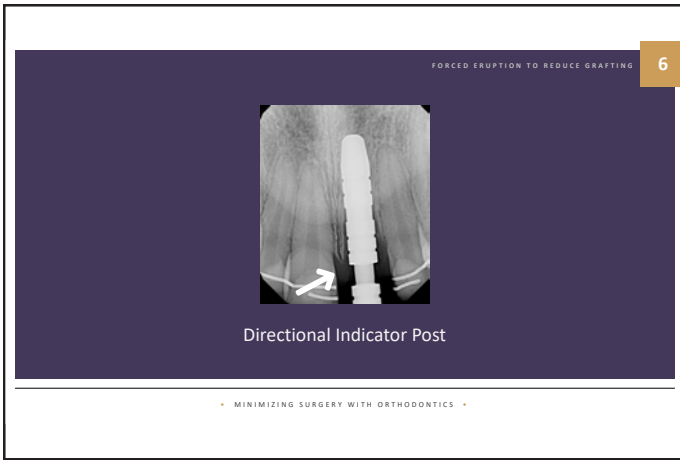 FORCED ERUPTION TO REDUCE GRAFTING
6
Directional Indicator Post
• MINIMIZING SURGERY WITH ORTHODONTICS •